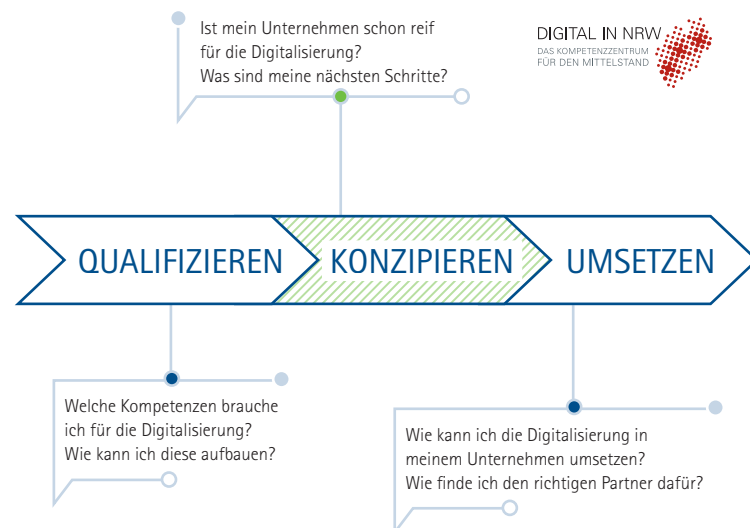 Ist mein Unternehmen schon reif
für die Digitalisierung?
Was sind meine nächsten Schritte?
DIGITAL IN NRW
DAS KOMPETENZZENTRUM
FÜR DEN MITTELSTAND
QUALIFIZIEREN
KONZIPIEREN
UMSETZEN
Welche Kompetenzen brauche
ich für die Digitalisierung?
Wie kann ich diese aufbauen?
Wie kann ich die Digitalisierung in
meinem Unternehmen umsetzen?
Wie finde ich den richtigen Partner dafür?